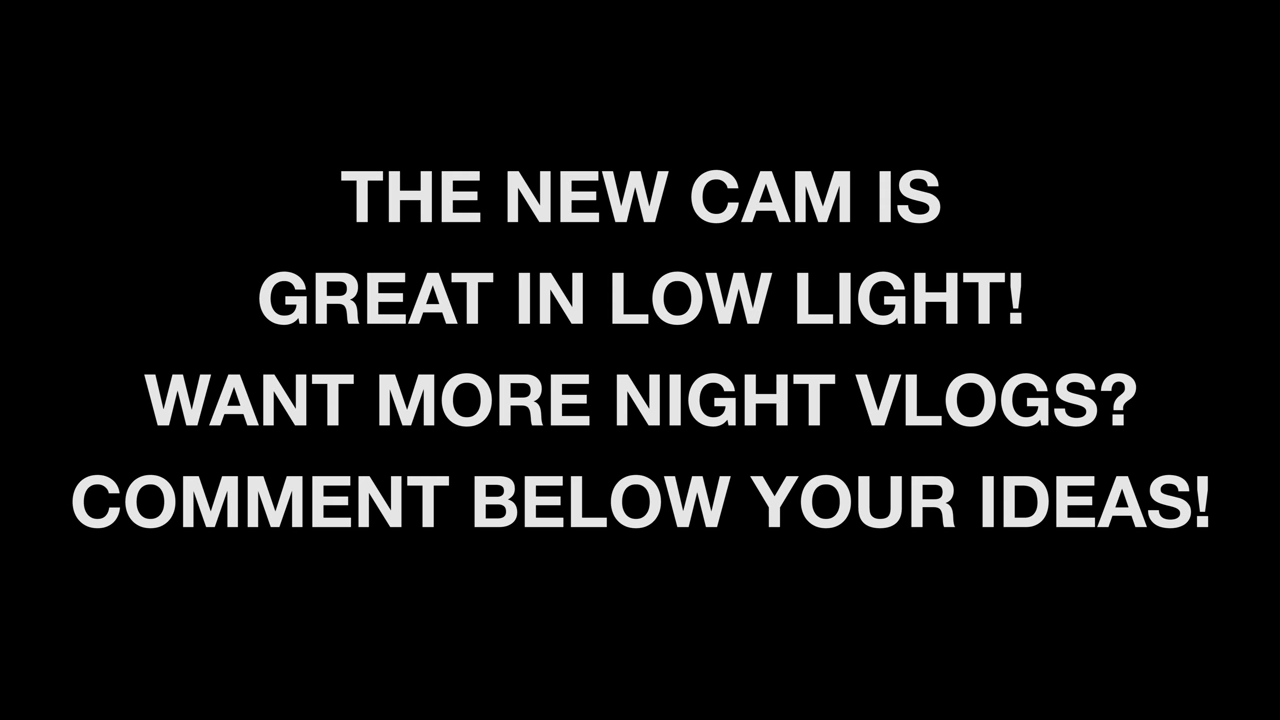 THE NEW CAM IS
GREAT IN LOW LIGHT!
WANT MORE NIGHT VLOGS?
COMMENT BELOW YOUR IDEAS!